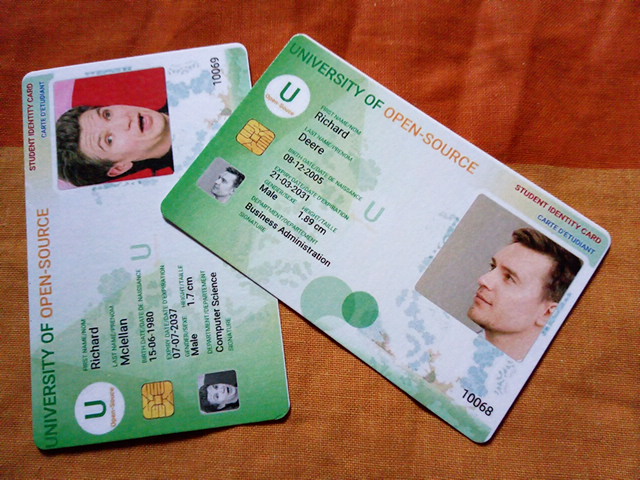 UNIVERSITY OF OPEN-SOURCE
STUDENT IDENTITY CARD
CARTE D'ETUDIANT
10069
FIRST NAME/NOM
Richard
LAST NAME/PRENOM
Mclellan
BIRTH DATE/DATE DE NAISSANCE
15-06-1980
EXPIRY DATE/DATE D'EXPIRATION
07-07-2037
GENDER/SEXE HEIGHT/TAILLE
Male 1.7 cm
DEPARTMENT/DEPARTEMENT
Computer Science
SIGNATURE
U
Open-Source
U
UNIVERSITY OF OPEN-SOURCE
U
Open-Source
FIRST NAME/NOM
Richard
LAST NAME/PRENOM
Deere
BIRTH DATE/DATE DE NAISSANCE
08-12-2005
EXPIRY DATE/DATE D'EXPIRATION
21-03-2031
GENDER/SEXE HEIGHT/TAILLE
Male 1.89 cm
DEPARTMENT/DEPARTEMENT
Business Administration
SIGNATURE
U
STUDENT IDENTITY CARD
CARTE D'ETUDIANT
10068